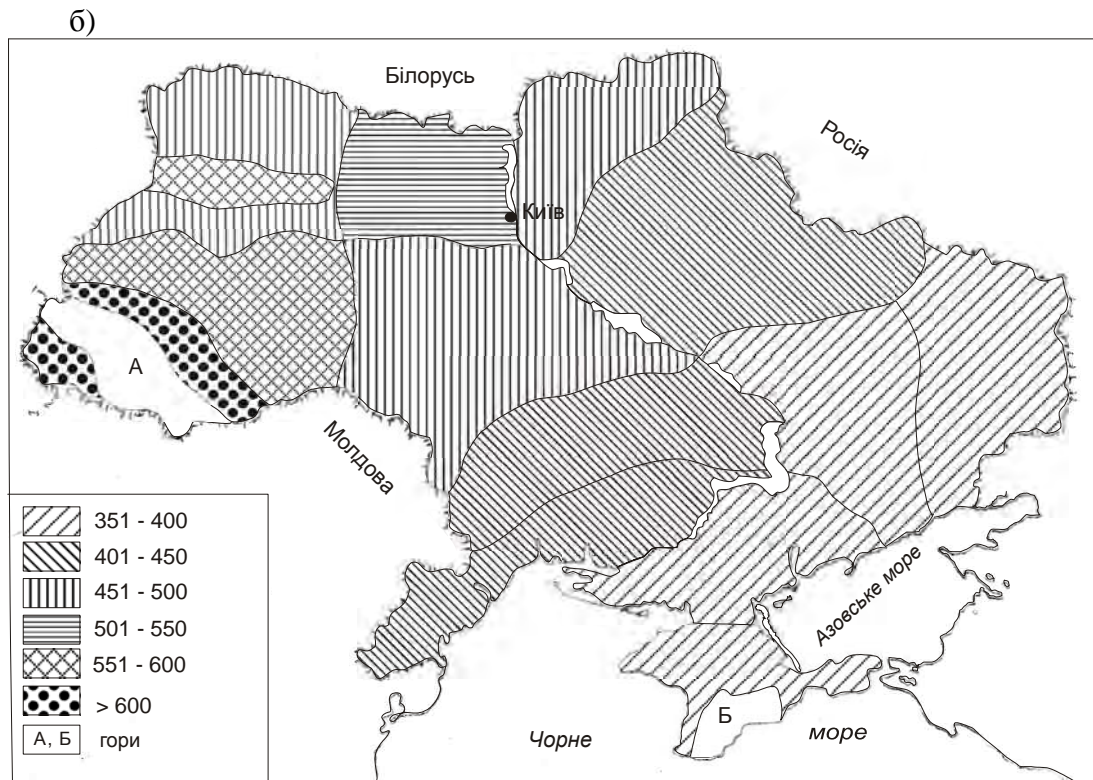 б)
Білорусь
Росія
Київ
А
Молдова
351 - 400
401 - 450
451 - 500
501 - 550
551 - 600
> 600
А, Б гори
Азовське море
Б
Чорне
море